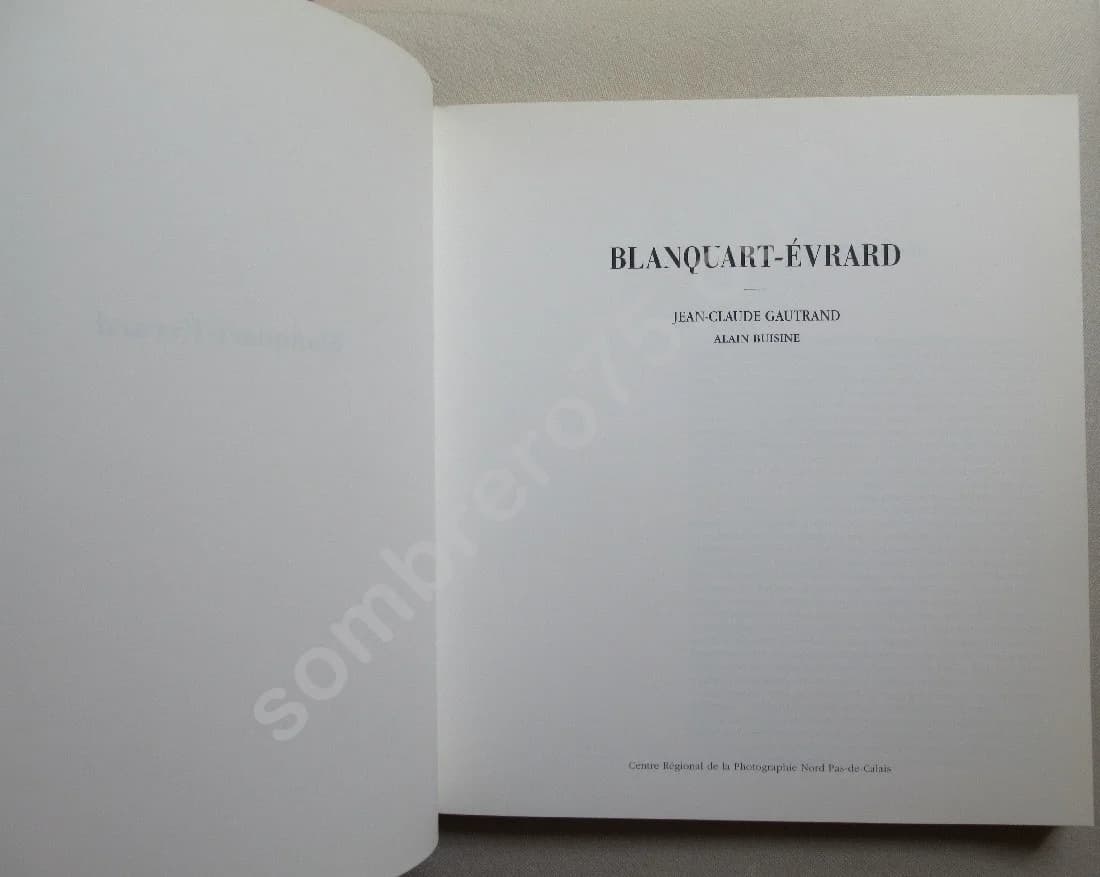 BLANQUART-ÉVRARD
JEAN-CLAUDE GAUTRAND
ALAIN BUISINE
Centre Régional de la Photographie Nord Pas-de-Calais